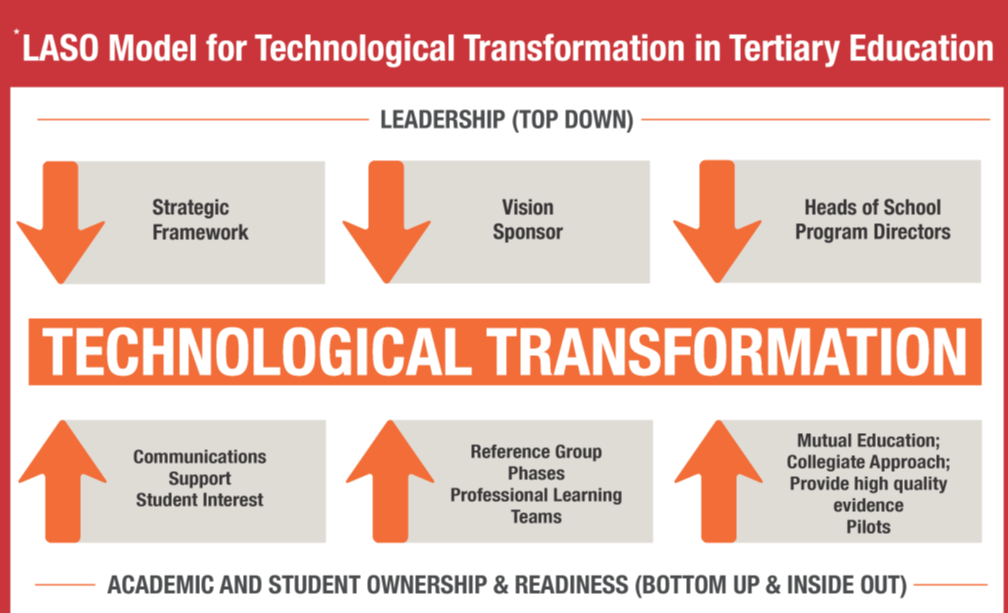 *LASO Model for Technological Transformation in Tertiary Education
LEADERSHIP (TOP DOWN)
Strategic
Framework
Vision
Sponsor
Heads of School
Program Directors
TECHNOLOGICAL TRANSFORMATION
Communications
Support
Student Interest
Reference Group
Phases
Professional Learning
Teams
Mutual Education;
Collegiate Approach;
Provide high quality
evidence
Pilots
ACADEMIC AND STUDENT OWNERSHIP & READINESS (BOTTOM UP & INSIDE OUT)